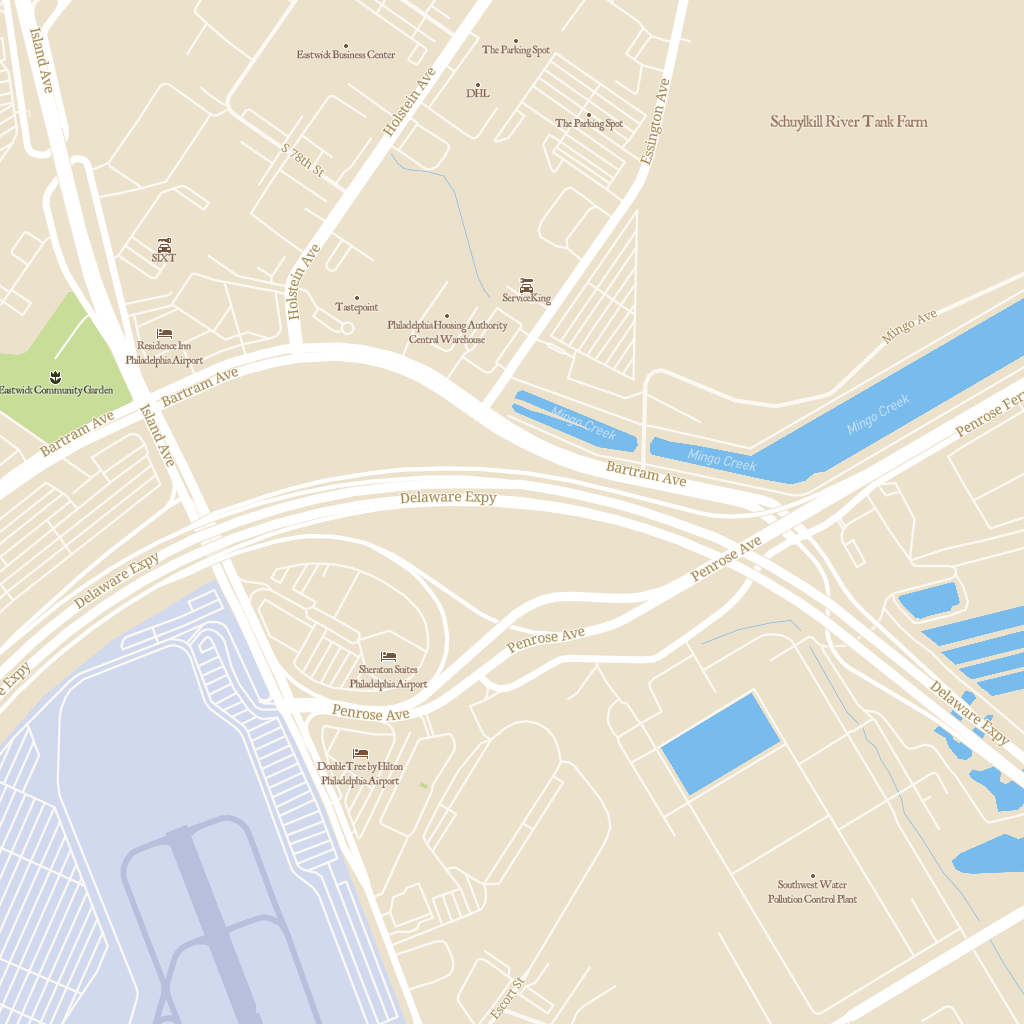 Island Ave
Eastwick Business Center
The Parking Spot
DHL
Holstein Ave
The Parking Spot
Essington Ave
Schuylkill River Tank Farm
S 78th St
SIXT
Holstein Ave
ServiceKing
Tastepoint
Philadelphia Housing Authority
Central Warehouse
Mingo Ave
Residence Inn
Philadelphia Airport
Eastwick Community Garden
Bartram Ave
Bartram Ave
Island Ave
Mingo Creek
Mingo Creek
Mingo Creek
Penrose Fer
Bartram Ave
Delaware Expy
Delaware Expy
Penrose Ave
Penrose Ave
Sheraton Suites
Philadelphia Airport
e Expy
Penrose Ave
Delaware Expy
DoubleTree by Hilton
Philadelphia Airport
Southwest Water
Pollution Control Plant
Escort St